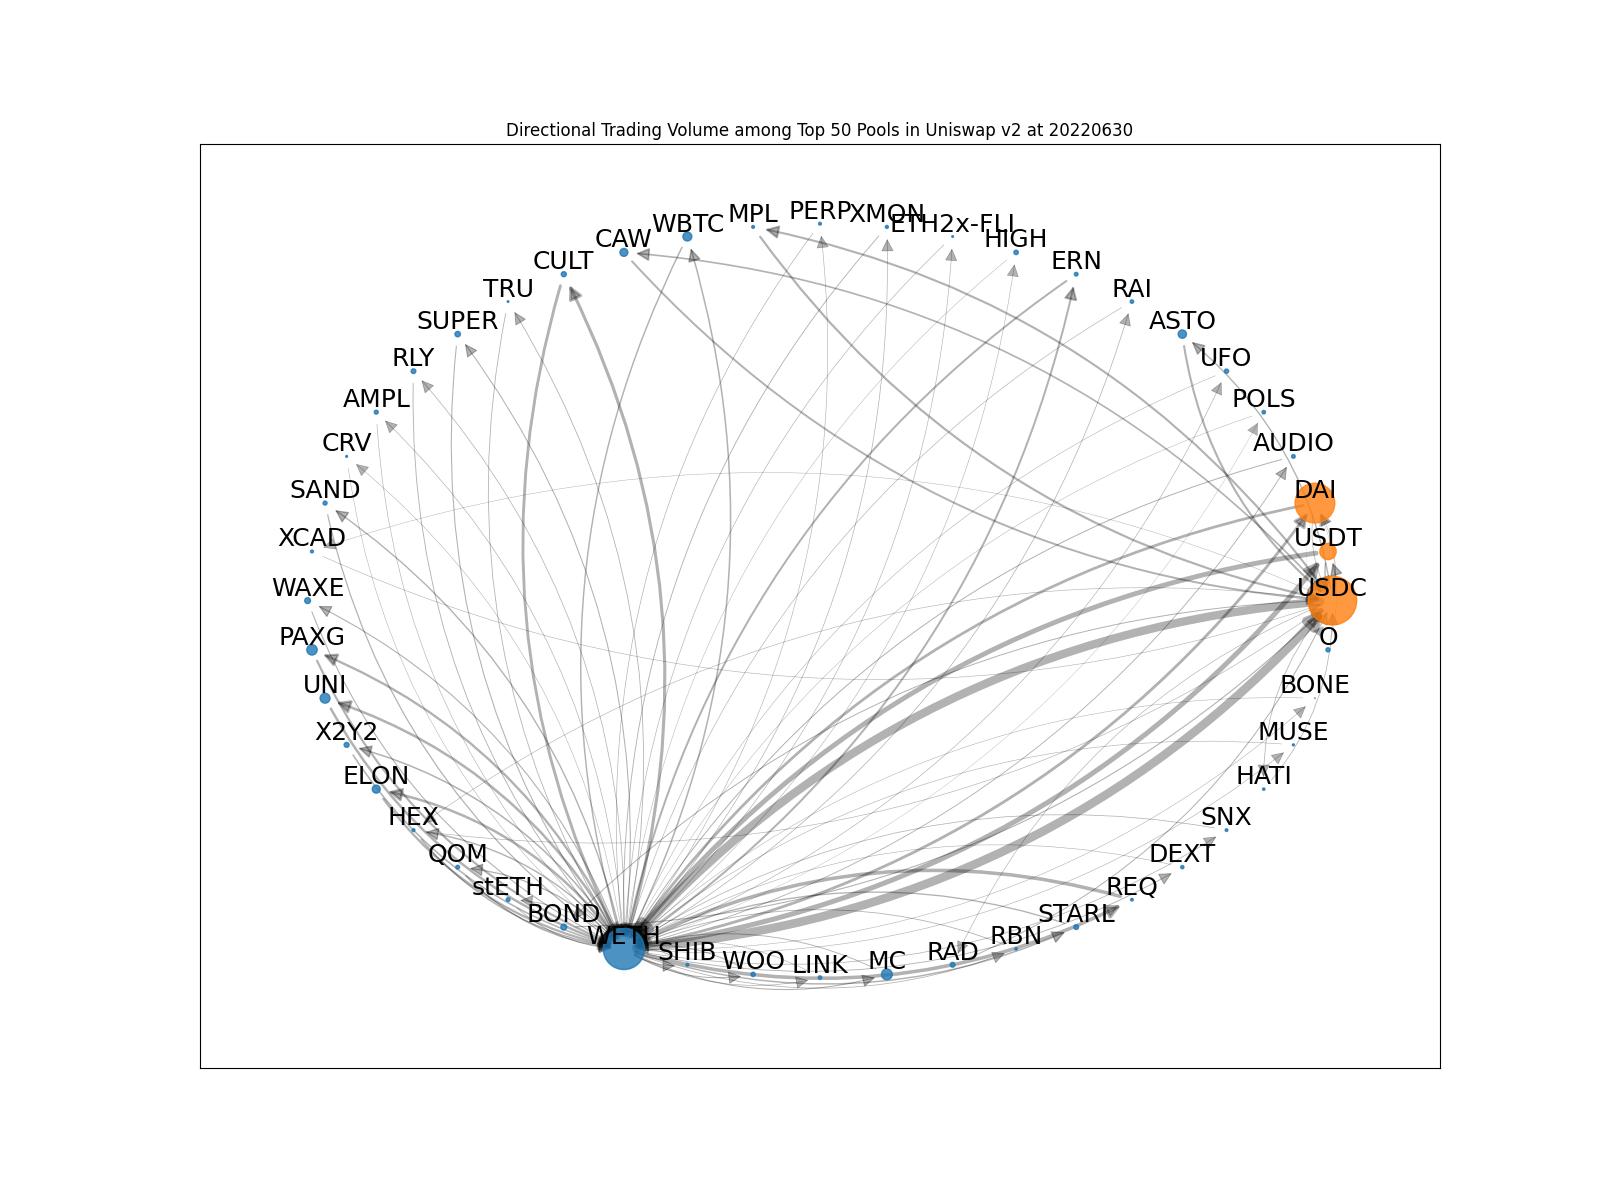 Directional Trading Volume among Top 50 Pools in Uniswap v2 at 20220630
MPL
PERP
XMON
WBTC
ETH2x-FLI
CAW
HIGH
CULT
ERN
TRU
RAI
SUPER
ASTO
RLY
UFO
AMPL
POLS
CRV
AUDIO
SAND
DAI
XCAD
USDT
WAXE
USDC
PAXG
O
UNI
BONE
X2Y2
MUSE
ELON
HATI
HEX
SNX
QOM
DEXT
stETH
REQ
BOND
STARL
WETH
RBN
SHIB
RAD
WOO
MC
LINK